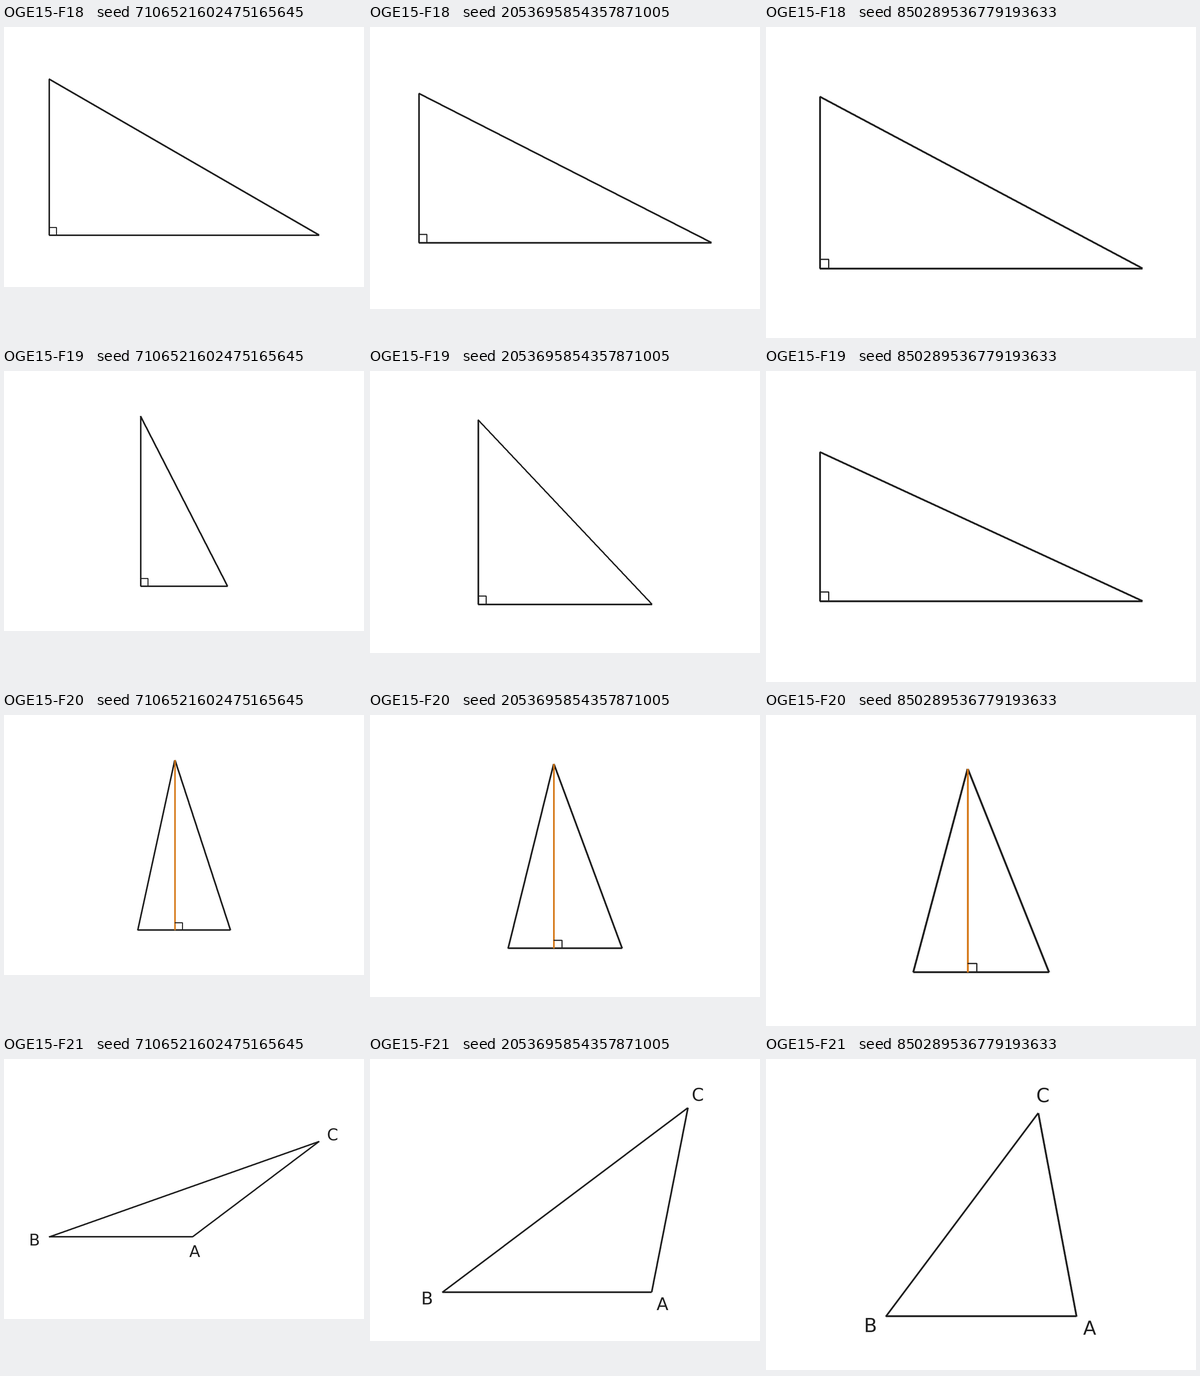 OGE15-F18 seed 7106521602475165645
OGE15-F18 seed 2053695854357871005
OGE15-F18 seed 850289536779193633
OGE15-F19 seed 7106521602475165645
OGE15-F19 seed 2053695854357871005
OGE15-F19 seed 850289536779193633
OGE15-F20 seed 7106521602475165645
OGE15-F20 seed 2053695854357871005
OGE15-F20 seed 850289536779193633
OGE15-F21 seed 7106521602475165645
OGE15-F21 seed 2053695854357871005
OGE15-F21 seed 850289536779193633
C
B
A
C
B
A
C
B
A